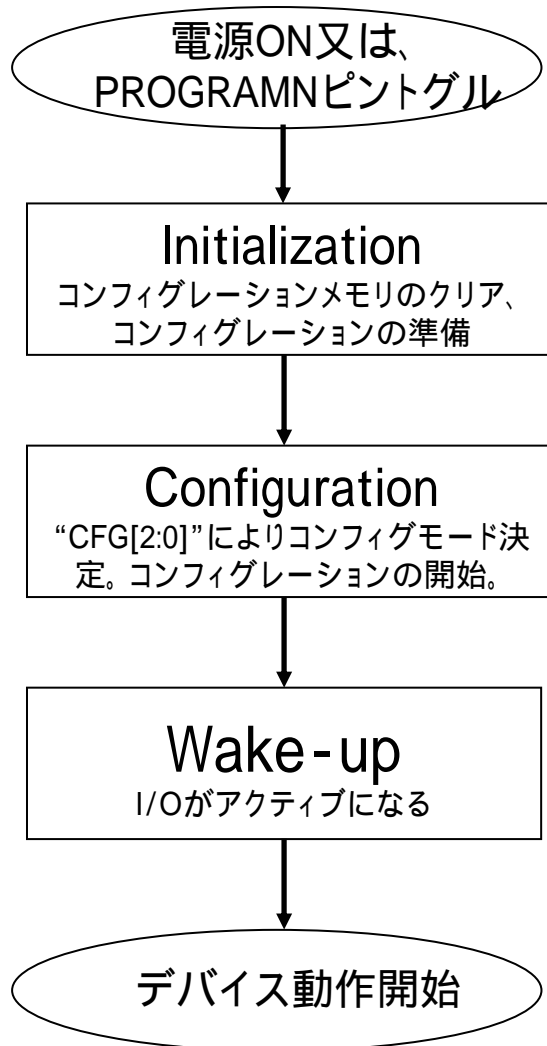 電源ON又は、
PROGRAMNピントグル
Initialization
コンフィグレーションメモリのクリア、
コンフィグレーションの準備
Configuration
“CFG[2:0]”によりコンフィグモード決
定。コンフィグレーションの開始。
Wake-up
I/Oがアクティブになる
デバイス動作開始